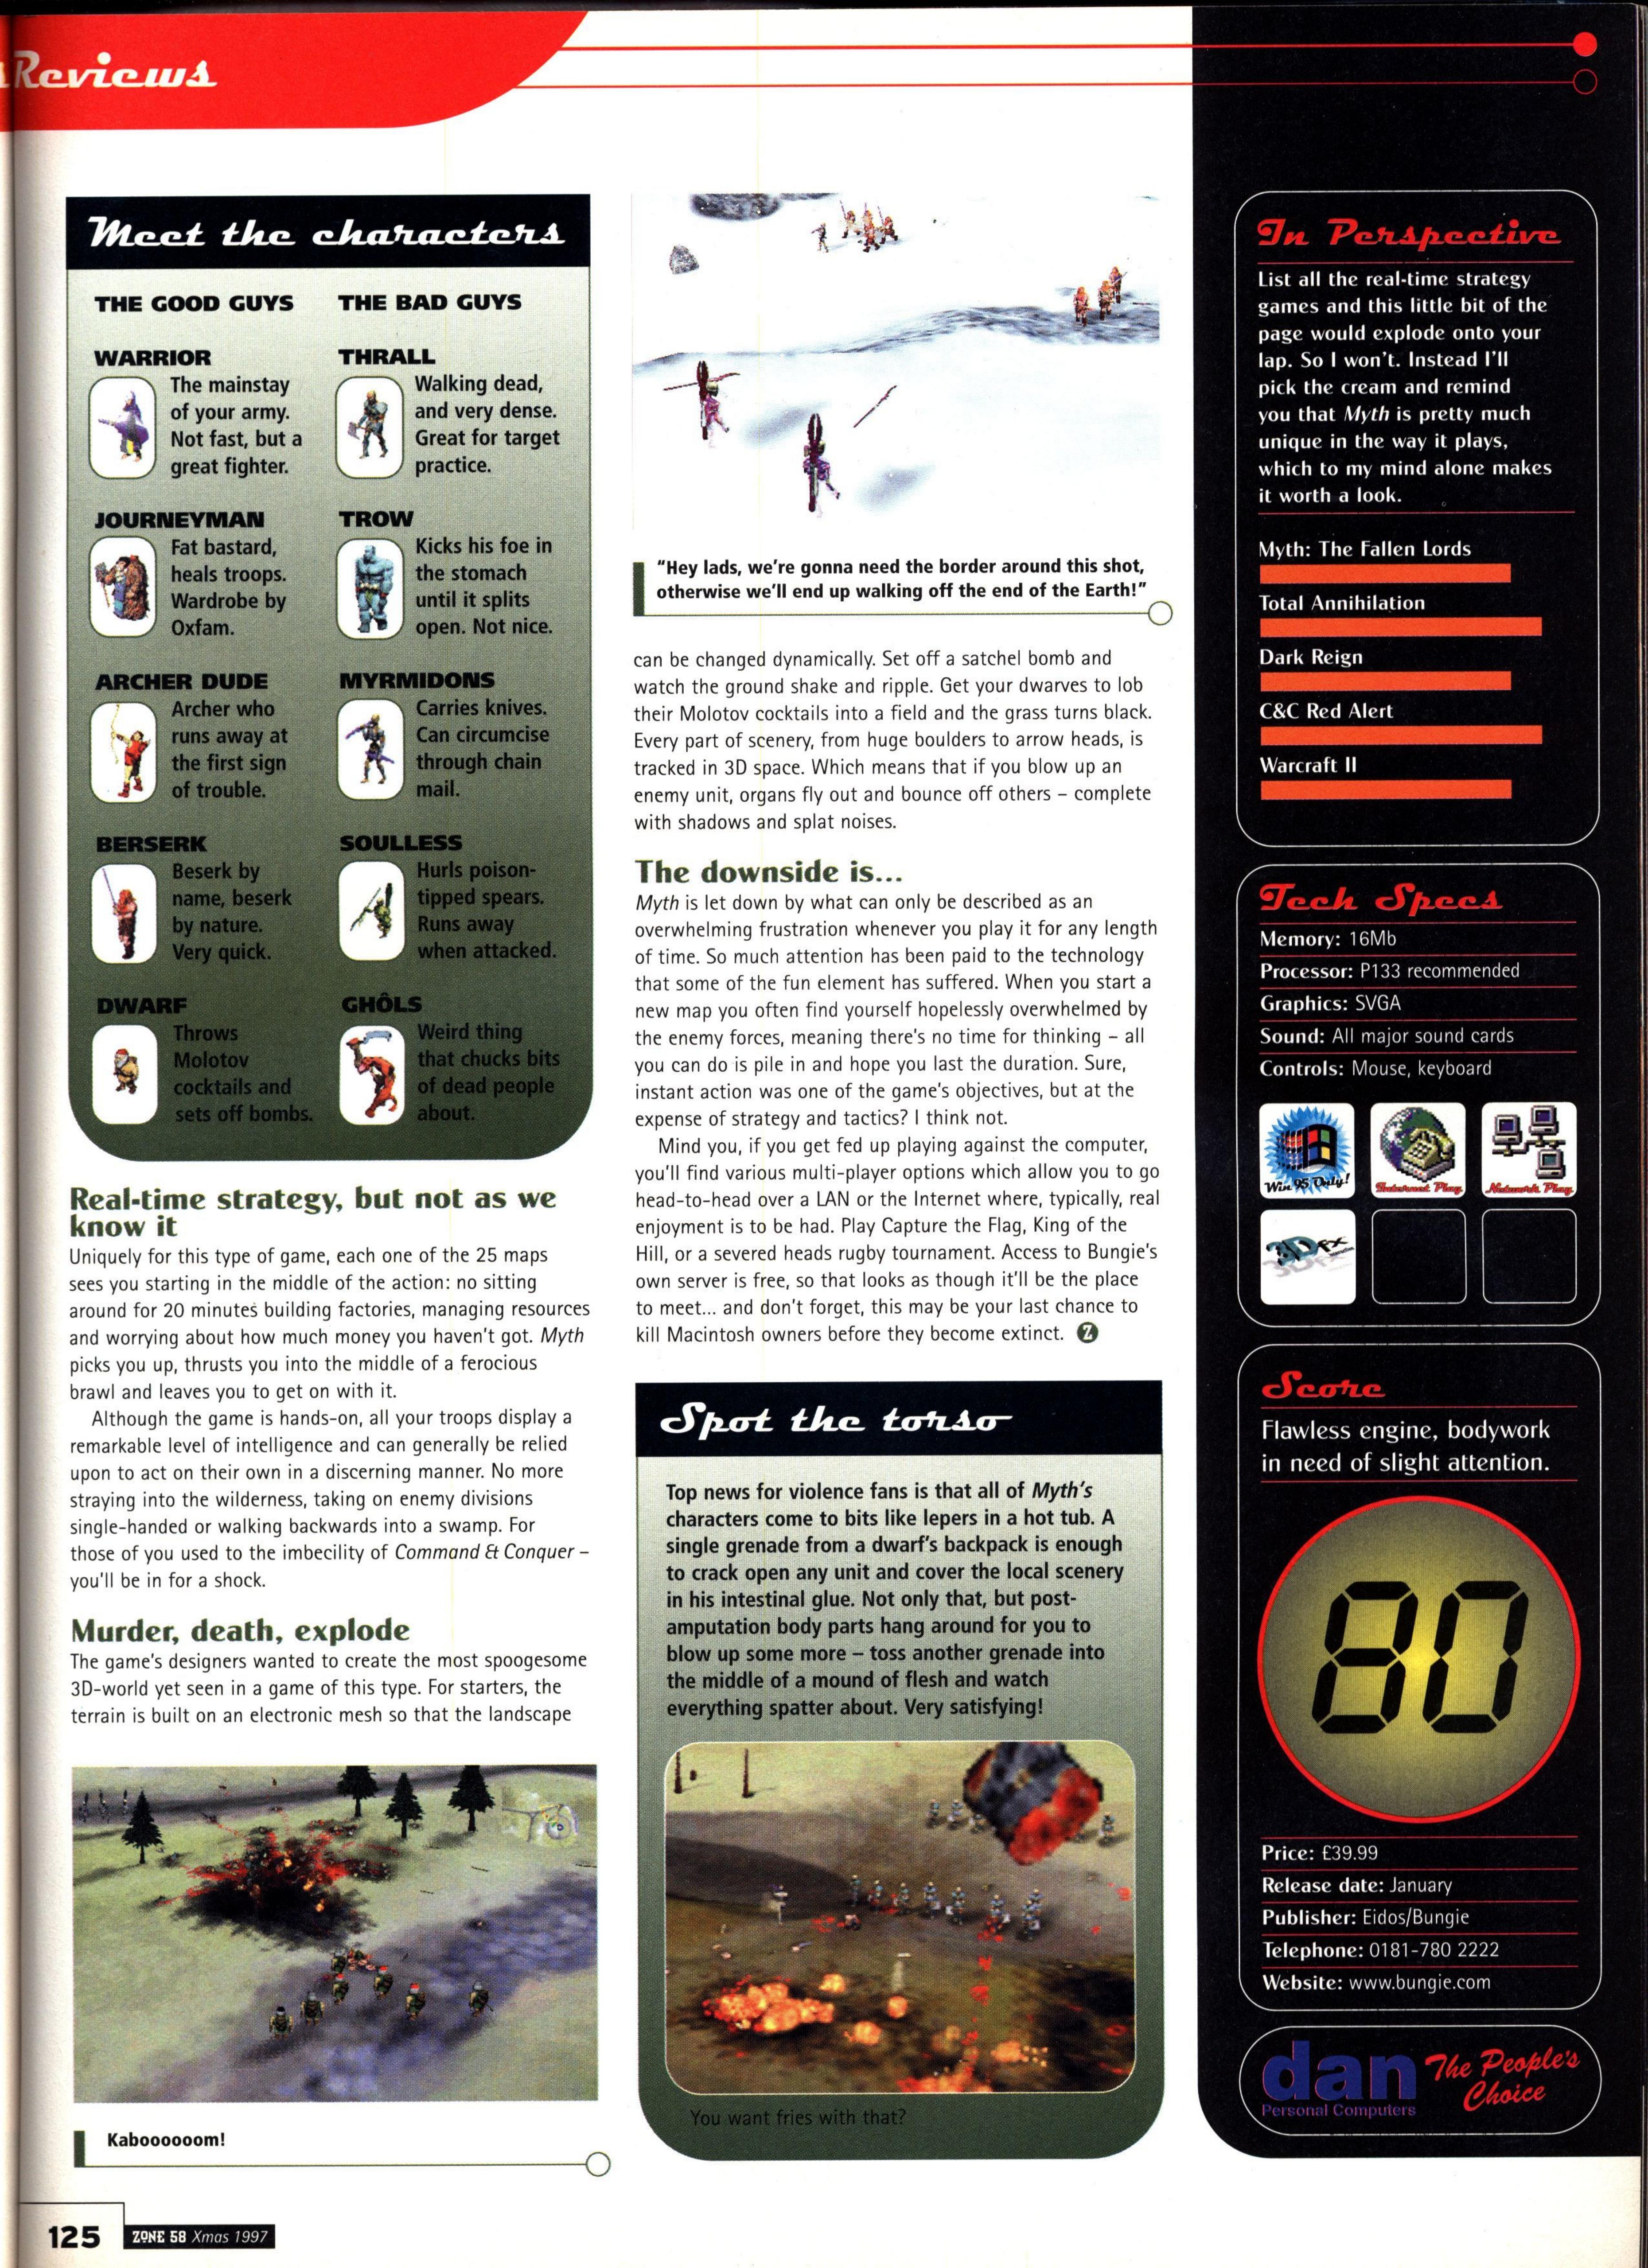 Reviews
Meet the characters
THE GOOD GUYS
WARRIOR
The mainstay
of your army.
Not fast, but a
great fighter.
JOURNEYMAN
Fat bastard,
heals troops.
Wardrobe by
Oxfam.
ARCHER DUDE
Archer who
runs away at
the first sign
of trouble.
BERSERK
Beserk by
name, beserk
by nature.
Very quick.
DWARF
Throws
Molotov
cocktails and
sets off bombs.
THE BAD GUYS
THRALL
Walking dead,
and very dense.
Great for target
practice.
TROW
Kicks his foe in
the stomach
until it splits
open. Not nice.
MYRMIDONS
Carries knives.
Can circumcise
through chain
mail.
SOULLESS
Hurls poison-
tipped spears.
Runs away
when attacked.
GHÔLS
Weird thing
that chucks bits
of dead people
about.
Real-time strategy, but not as we
know it
Uniquely for this type of game, each one of the 25 maps
sees you starting in the middle of the action: no sitting
around for 20 minutes building factories, managing resources
and worrying about how much money you haven't got. Myth
picks you up, thrusts you into the middle of a ferocious
brawl and leaves you to get on with it.
Although the game is hands-on, all your troops display a
remarkable level of intelligence and can generally be relied
upon to act on their own in a discerning manner. No more
straying into the wilderness, taking on enemy divisions
single-handed or walking backwards into a swamp. For
those of you used to the imbecility of Command & Conquer –
you'll be in for a shock.
Murder, death, explode
The game's designers wanted to create the most spoogesome
3D-world yet seen in a game of this type. For starters, the
terrain is built on an electronic mesh so that the landscape
Kaboooooom!
"Hey lads, we're gonna need the border around this shot,
otherwise we'll end up walking off the end of the Earth!"
can be changed dynamically. Set off a satchel bomb and
watch the ground shake and ripple. Get your dwarves to lob
their Molotov cocktails into a field and the grass turns black.
Every part of scenery, from huge boulders to arrow heads, is
tracked in 3D space. Which means that if you blow up an
enemy unit, organs fly out and bounce off others – complete
with shadows and splat noises.
The downside is...
Myth is let down by what can only be described as an
overwhelming frustration whenever you play it for any length
of time. So much attention has been paid to the technology
that some of the fun element has suffered. When you start a
new map you often find yourself hopelessly overwhelmed by
the enemy forces, meaning there's no time for thinking – all
you can do is pile in and hope you last the duration. Sure,
instant action was one of the game's objectives, but at the
expense of strategy and tactics? I think not.
Mind you, if you get fed up playing against the computer,
you'll find various multi-player options which allow you to go
head-to-head over a LAN or the Internet where, typically, real
enjoyment is to be had. Play Capture the Flag, King of the
Hill, or a severed heads rugby tournament. Access to Bungie's
own server is free, so that looks as though it'll be the place
to meet... and don't forget, this may be your last chance to
kill Macintosh owners before they become extinct. Z
Spot the torso
Top news for violence fans is that all of Myth's
characters come to bits like lepers in a hot tub. A
single grenade from a dwarf's backpack is enough
to crack open any unit and cover the local scenery
in his intestinal glue. Not only that, but post-
amputation body parts hang around for you to
blow up some more – toss another grenade into
the middle of a mound of flesh and watch
everything spatter about. Very satisfying!
You want fries with that?
In Perspective
List all the real-time strategy
games and this little bit of the
page would explode onto your
lap. So I won't. Instead I'll
pick the cream and remind
you that Myth is pretty much
unique in the way it plays,
which to my mind alone makes
it worth a look.
Myth: The Fallen Lords
Total Annihilation
Dark Reign
C&C Red Alert
Warcraft II
Tech Specs
Memory: 16Mb
Processor: P133 recommended
Graphics: SVGA
Sound: All major sound cards
Controls: Mouse, keyboard
Win 95 Only!
Internet Play
Network Play
3Dfx
Score
Flawless engine, bodywork
in need of slight attention.
80
Price: £39.99
Release date: January
Publisher: Eidos/Bungie
Telephone: 0181-780 2222
Website: www.bungie.com
dan
Personal Computers
The People's
Choice
125
ZONE 58 Xmas 1997